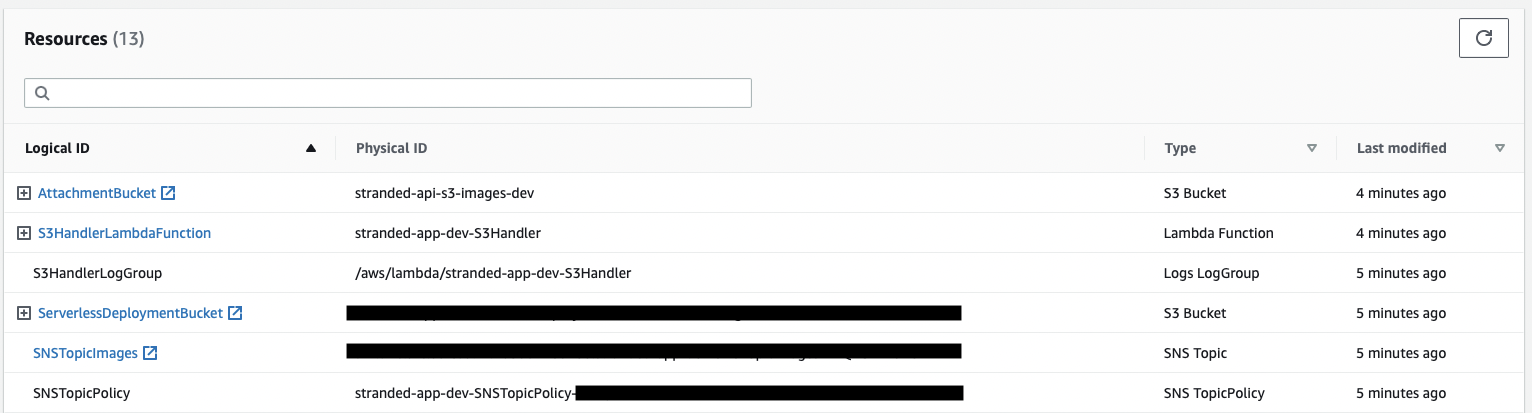 Resources (13)
Logical ID Physical ID Type Last modified
AttachmentBucket stranded-api-s3-images-dev S3 Bucket 4 minutes ago
S3HandlerLambdaFunction stranded-app-dev-S3Handler Lambda Function 4 minutes ago
S3HandlerLogGroup /aws/lambda/stranded-app-dev-S3Handler Logs LogGroup 5 minutes ago
ServerlessDeploymentBucket S3 Bucket 5 minutes ago
SNSTopicImages SNS Topic 5 minutes ago
SNSTopicPolicy stranded-app-dev-SNSTopicPolicy- SNS TopicPolicy 5 minutes ago